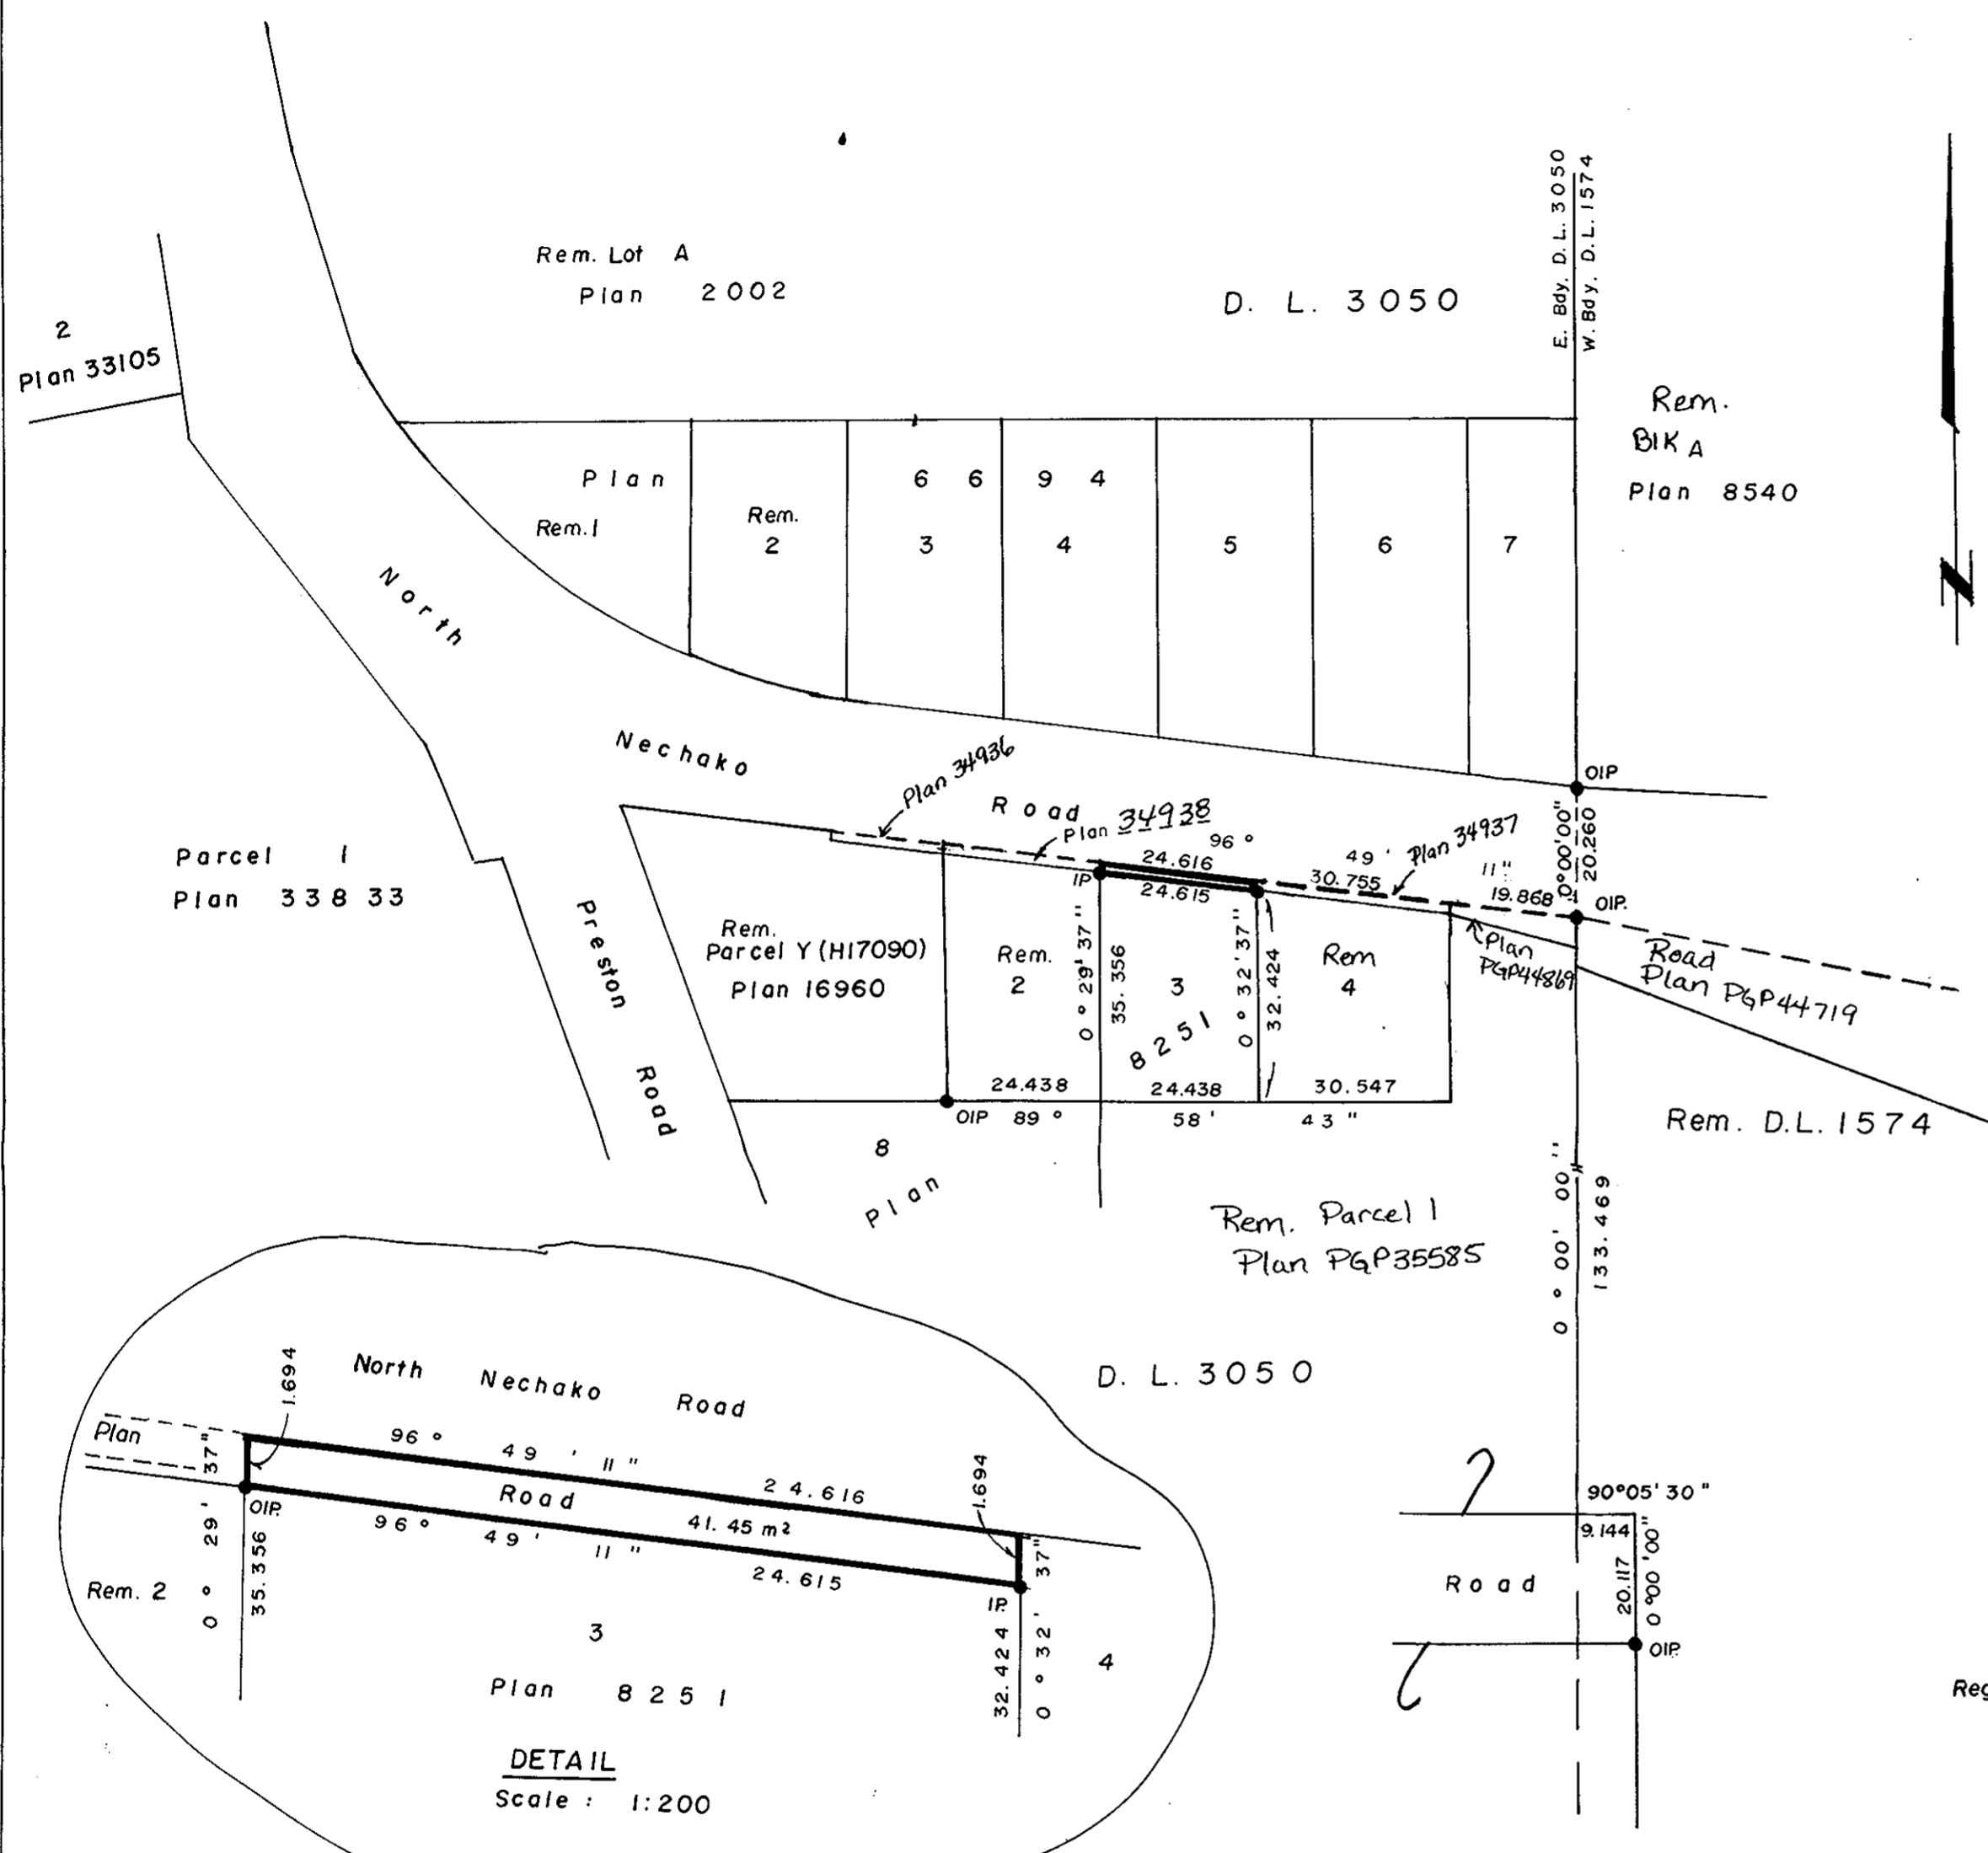 E. Bdy. D.L. 3050
W. Bdy. D.L. 1574
Rem. Lot A
Plan 2002
D. L. 3050
2
Plan 33105
Rem.
Blk A
Plan 8540
Plan 6694
Rem. 1
Rem.
2
3
4
5
6
7
N
North
Nechako
Road
Plan 34936
Plan 34938
Plan 34937
96° 49' 11"
24.616
30.755
19.868
OIP
0°00'00"
20.260
OIP.
IP
24.615
Parcel 1
Plan 33833
Preston
Road
Rem.
Parcel Y (H17090)
Plan 16960
Rem.
2
0°29'37"
35.356
3
8251
0°32'37"
32.424
Rem
4
Plan
PGP44869
Road
Plan PGP44719
24.438
24.438
30.547
OIP 89° 58' 43"
8
Plan
Rem. D.L. 1574
Rem. Parcel 1
Plan PGP35585
0°00'00"
133.469
D. L. 3050
North Nechako Road
1.694
Plan
96° 49' 11"
24.616
Road
41.45 m²
OIP.
96° 49' 11"
24.615
1.694
0° 29' 37"
35.356
Rem. 2
IP.
32.424
0° 32' 37"
3
4
Plan 8251
DETAIL
Scale : 1:200
90°05'30"
9.144
20.117
0°00'00"
Road
OIP.
Reg